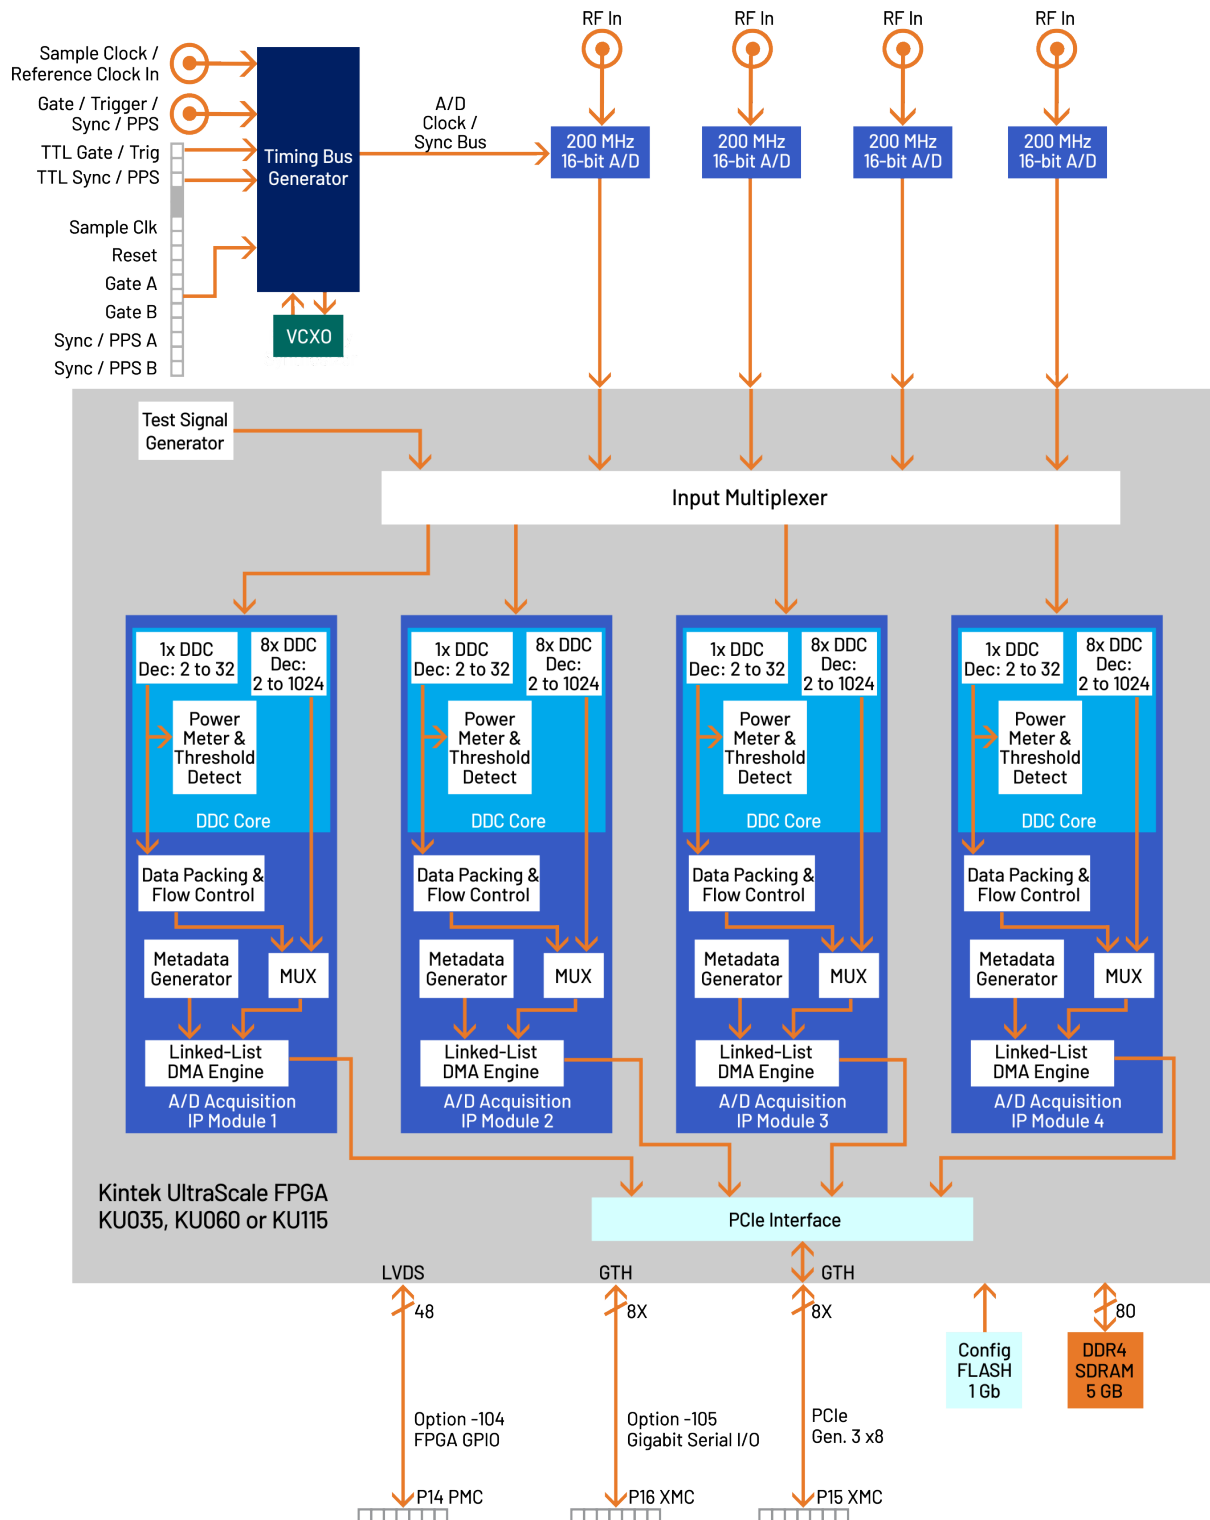 RF In
RF In
RF In
RF In
Sample Clock /
Reference Clock In
Gate / Trigger /
Sync / PPS
TTL Gate / Trig
TTL Sync / PPS
Sample Clk
Reset
Gate A
Gate B
Sync / PPS A
Sync / PPS B
Timing Bus
Generator
VCXO
A/D
Clock /
Sync Bus
200 MHz
16-bit A/D
200 MHz
16-bit A/D
200 MHz
16-bit A/D
200 MHz
16-bit A/D
Test Signal
Generator
Input Multiplexer
1x DDC
Dec: 2 to 32
8x DDC
Dec:
2 to 1024
Power
Meter &
Threshold
Detect
DDC Core
Data Packing &
Flow Control
Metadata
Generator
MUX
Linked-List
DMA Engine
A/D Acquisition
IP Module 1
1x DDC
Dec: 2 to 32
8x DDC
Dec:
2 to 1024
Power
Meter &
Threshold
Detect
DDC Core
Data Packing &
Flow Control
Metadata
Generator
MUX
Linked-List
DMA Engine
A/D Acquisition
IP Module 2
1x DDC
Dec: 2 to 32
8x DDC
Dec:
2 to 1024
Power
Meter &
Threshold
Detect
DDC Core
Data Packing &
Flow Control
Metadata
Generator
MUX
Linked-List
DMA Engine
A/D Acquisition
IP Module 3
1x DDC
Dec: 2 to 32
8x DDC
Dec:
2 to 1024
Power
Meter &
Threshold
Detect
DDC Core
Data Packing &
Flow Control
Metadata
Generator
MUX
Linked-List
DMA Engine
A/D Acquisition
IP Module 4
Kintek UltraScale FPGA
KU035, KU060 or KU115
PCIe Interface
LVDS
GTH
GTH
48
8X
8X
80
Config
FLASH
1 Gb
DDR4
SDRAM
5 GB
Option -104
FPGA GPIO
Option -105
Gigabit Serial I/O
PCIe
Gen. 3 x8
P14 PMC
P16 XMC
P15 XMC